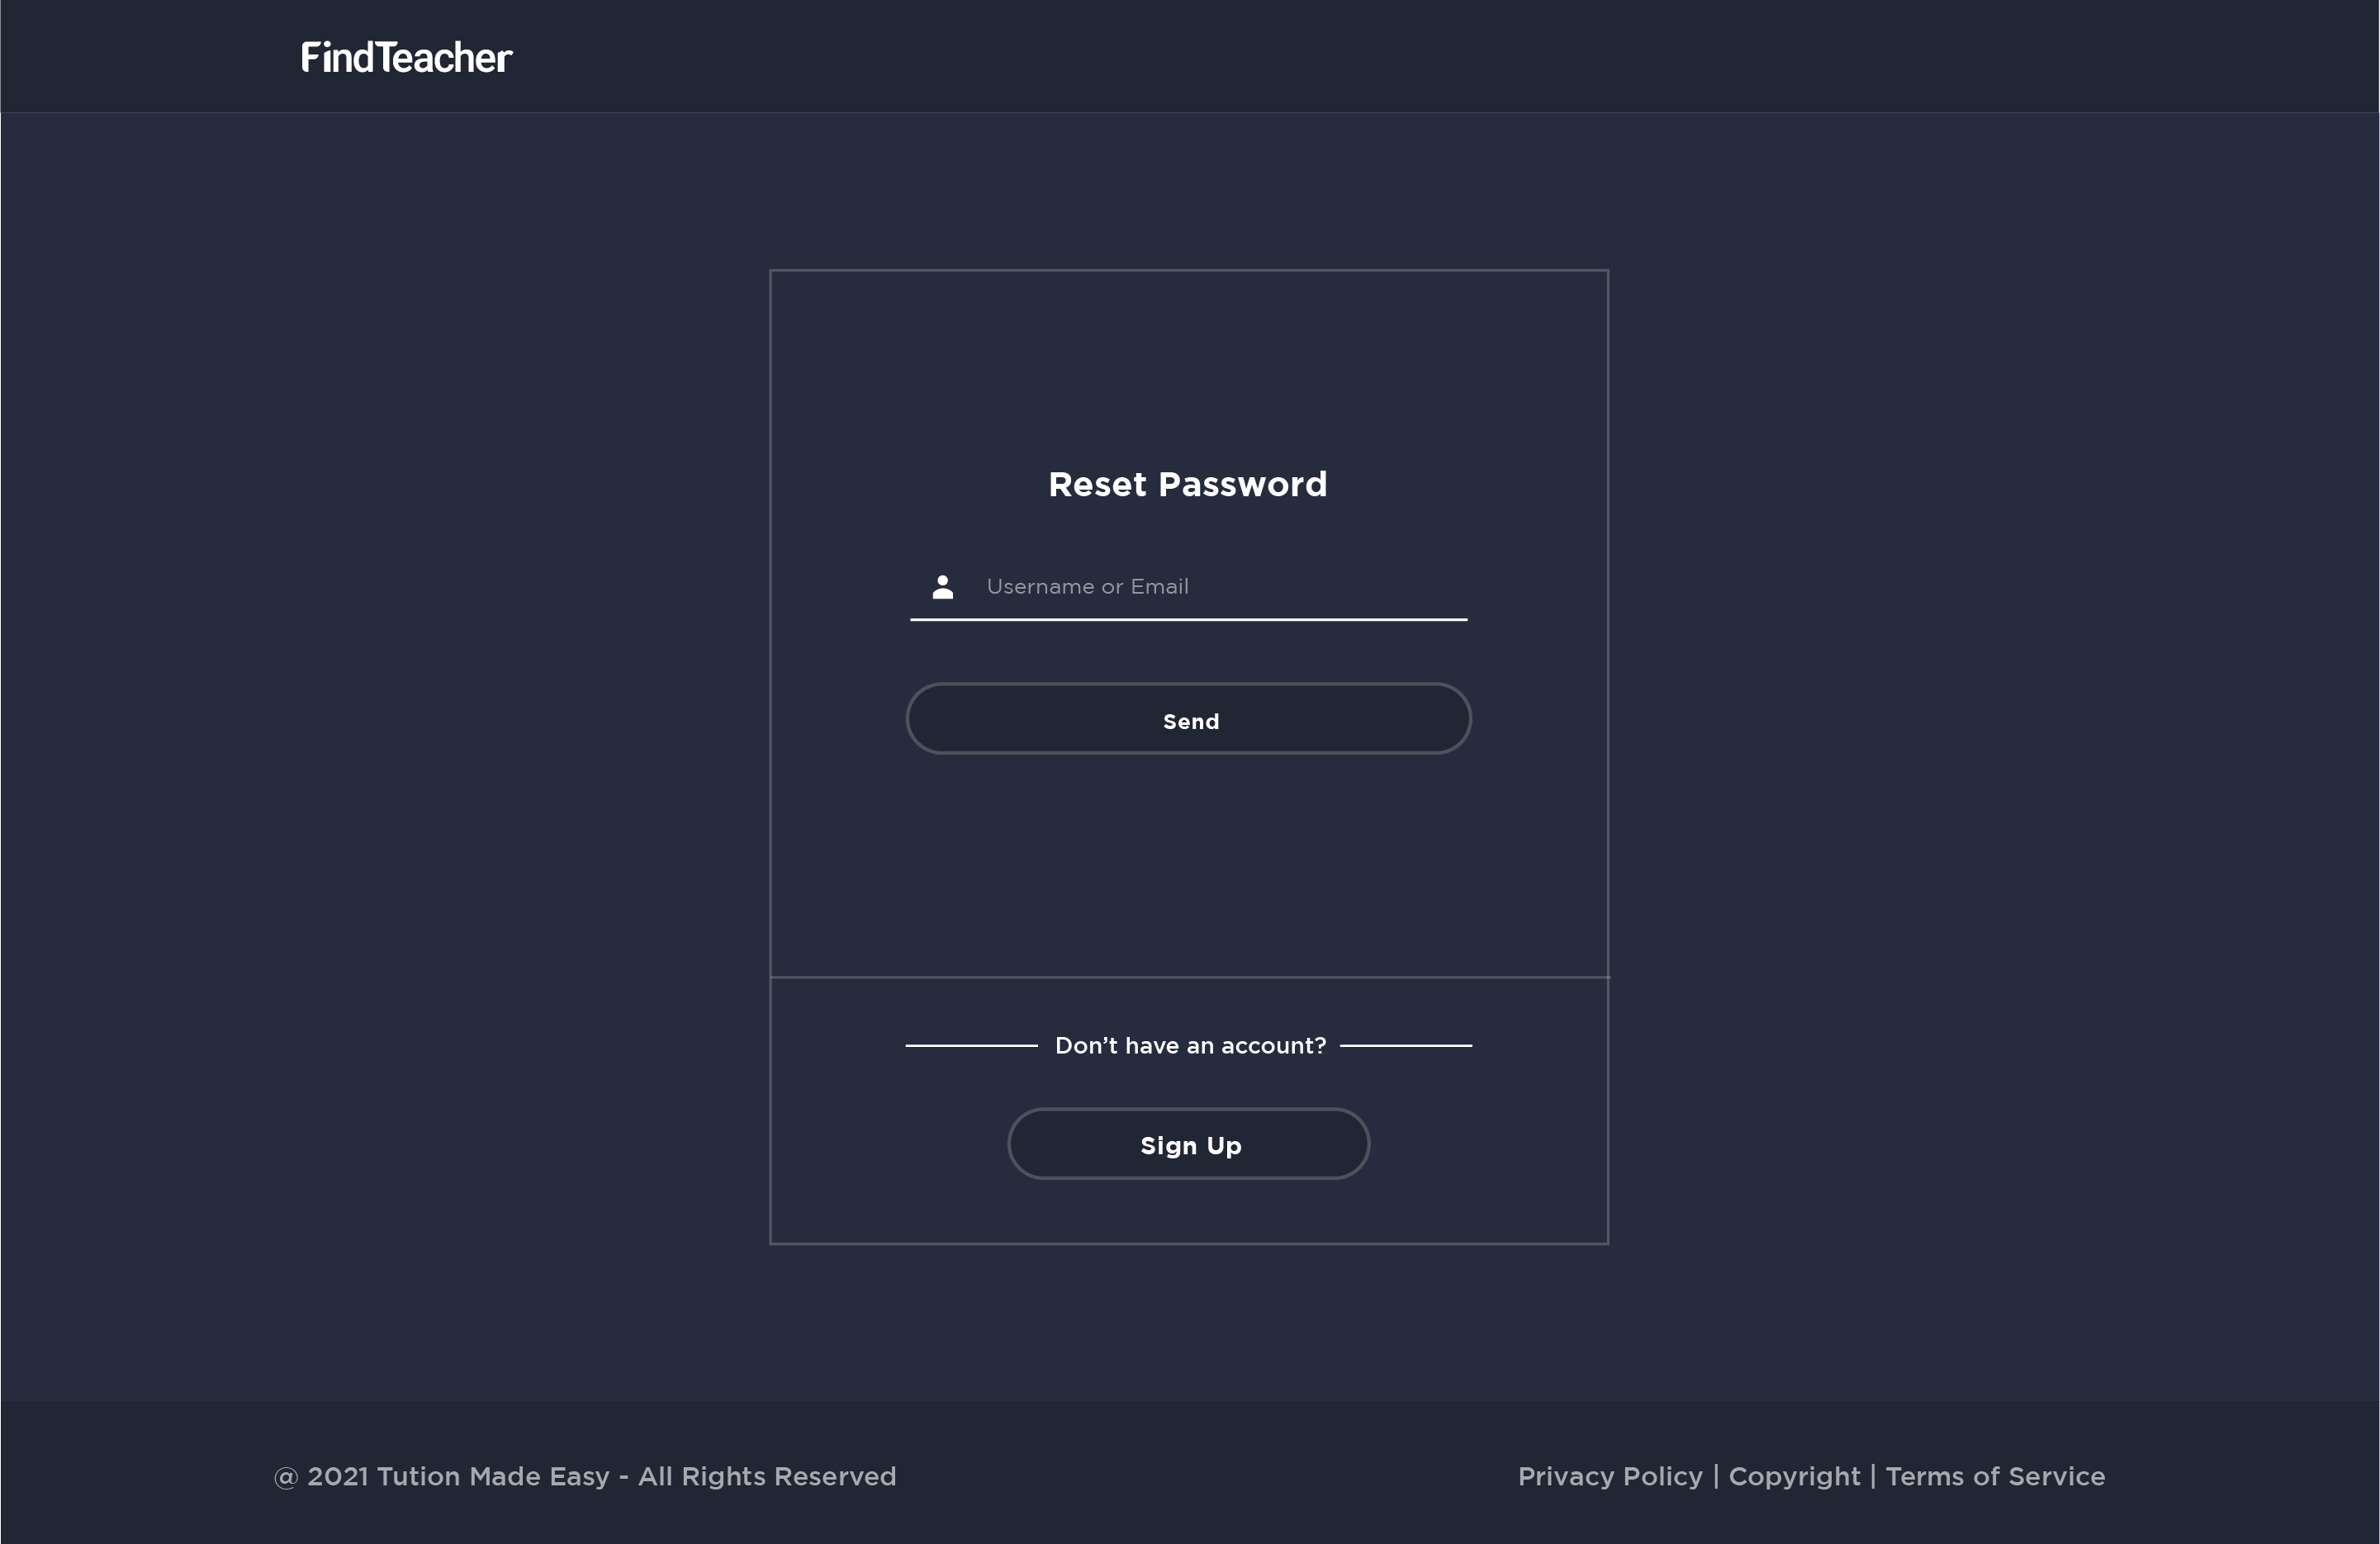 FindTeacher
Reset Password
Username or Email
Send
Don’t have an account?
Sign Up
@ 2021 Tution Made Easy - All Rights Reserved
Privacy Policy | Copyright | Terms of Service